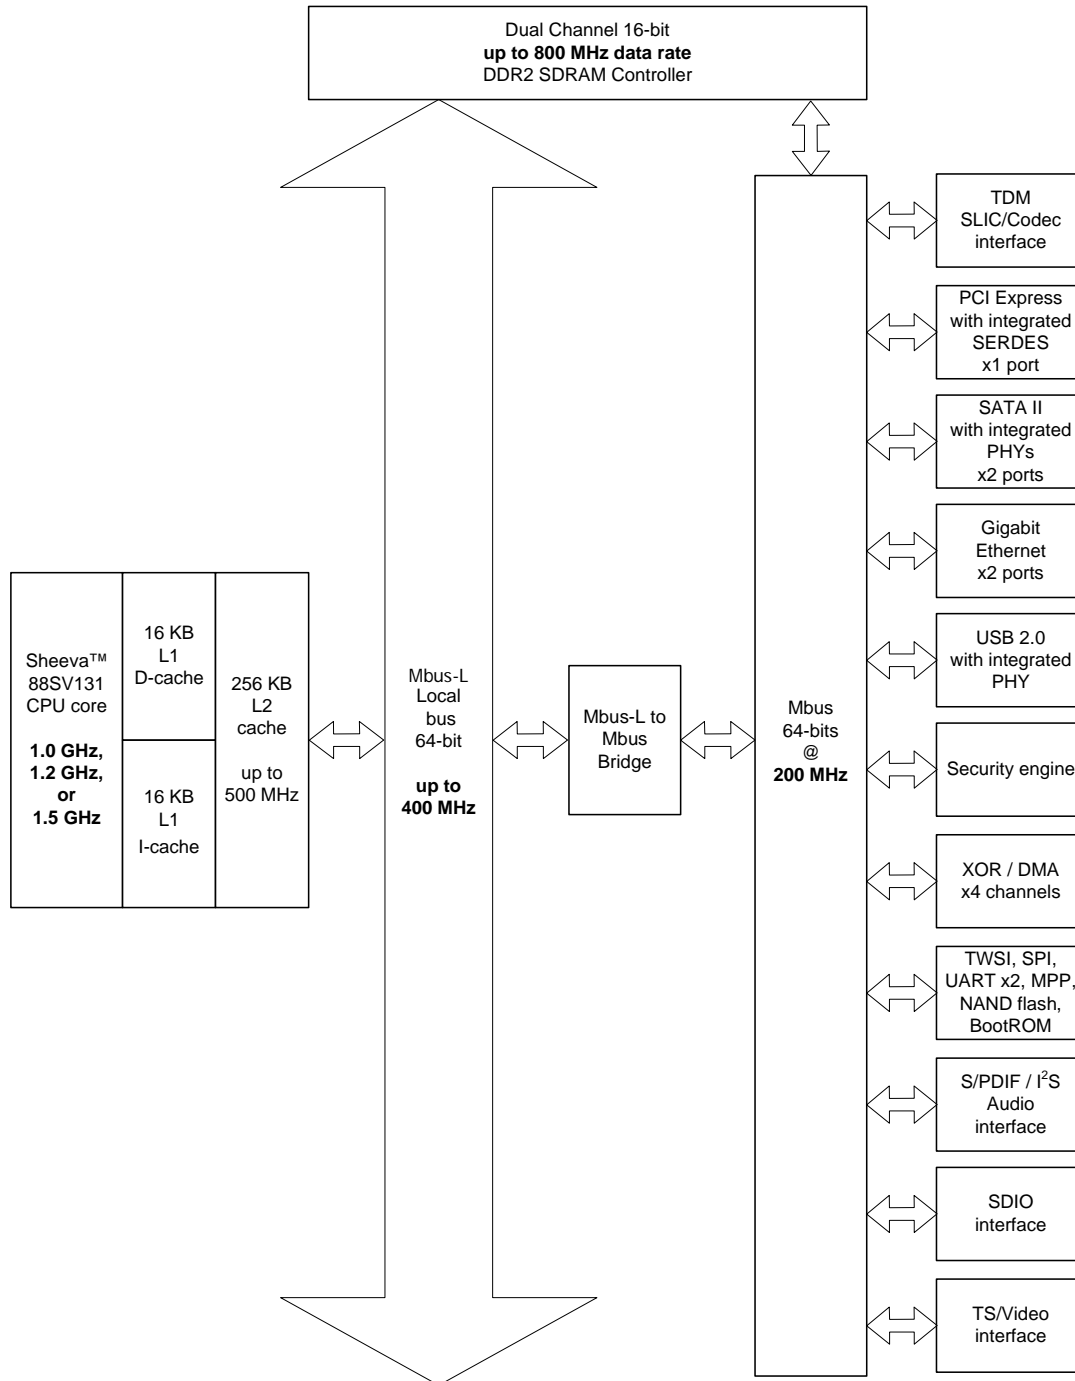 Dual Channel 16-bit
up to 800 MHz data rate
DDR2 SDRAM Controller
TDM
SLIC/Codec
interface
PCI Express
with integrated
SERDES
x1 port
SATA II
with integrated
PHYs
x2 ports
Gigabit
Ethernet
x2 ports
Sheeva™
88SV131
CPU core
1.0 GHz,
1.2 GHz,
or
1.5 GHz
16 KB
L1
D-cache
16 KB
L1
I-cache
256 KB
L2
cache
up to
500 MHz
Mbus-L
Local
bus
64-bit
up to
400 MHz
Mbus-L to
Mbus
Bridge
Mbus
64-bits
@
200 MHz
USB 2.0
with integrated
PHY
Security engine
XOR / DMA
x4 channels
TWSI, SPI,
UART x2, MPP,
NAND flash,
BootROM
S/PDIF / I²S
Audio
interface
SDIO
interface
TS/Video
interface